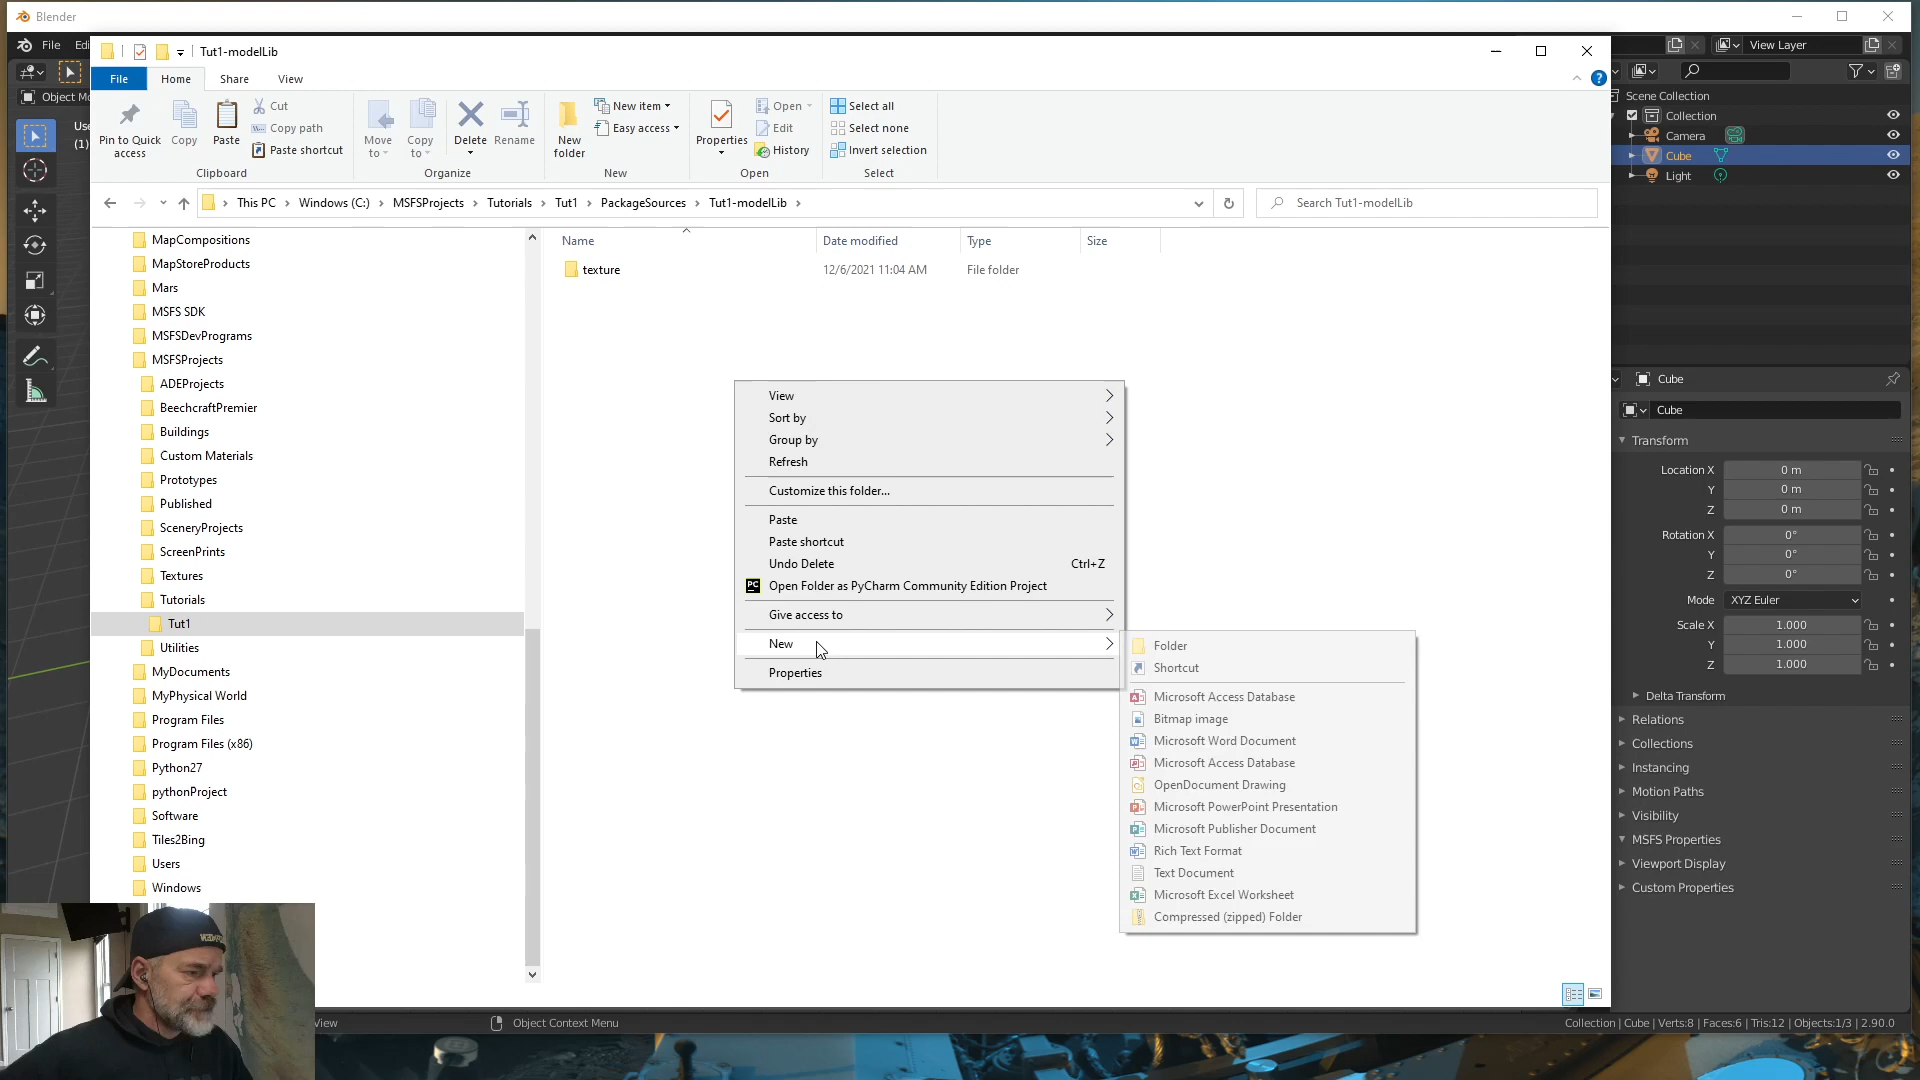 Blender
File Edi
Tut1-modelLib
View Layer
File Home Share View
Object Mo
Use
(1)
Pin to Quick access
Copy
Paste
Cut
Copy path
Paste shortcut
Move to
Copy to
Delete
Rename
New folder
New item
Easy access
Properties
Open
Edit
History
Select all
Select none
Invert selection
Clipboard Organize New Open Select
This PC Windows (C:) MSFSProjects Tutorials Tut1 PackageSources Tut1-modelLib
Search Tut1-modelLib
Name Date modified Type Size
texture 12/6/2021 11:04 AM File folder
MapCompositions
MapStoreProducts
Mars
MSFS SDK
MSFSDevPrograms
MSFSProjects
ADEProjects
BeechcraftPremier
Buildings
Custom Materials
Prototypes
Published
SceneryProjects
ScreenPrints
Textures
Tutorials
Tut1
Utilities
MyDocuments
MyPhysical World
Program Files
Program Files (x86)
Python27
pythonProject
Software
Tiles2Bing
Users
Windows
View
Sort by
Group by
Refresh
Customize this folder...
Paste
Paste shortcut
Undo Delete Ctrl+Z
PC Open Folder as PyCharm Community Edition Project
Give access to
New
Properties
Folder
Shortcut
Microsoft Access Database
Bitmap image
Microsoft Word Document
Microsoft Access Database
OpenDocument Drawing
Microsoft PowerPoint Presentation
Microsoft Publisher Document
Rich Text Format
Text Document
Microsoft Excel Worksheet
Compressed (zipped) Folder
Scene Collection
Collection
Camera
Cube
Light
Cube
Cube
Transform
Location X 0 m
Y 0 m
Z 0 m
Rotation X 0°
Y 0°
Z 0°
Mode XYZ Euler
Scale X 1.000
Y 1.000
Z 1.000
Delta Transform
Relations
Collections
Instancing
Motion Paths
Visibility
MSFS Properties
Viewport Display
Custom Properties
View
Object Context Menu
Collection | Cube | Verts:8 | Faces:6 | Tris:12 | Objects:1/3 | 2.90.0